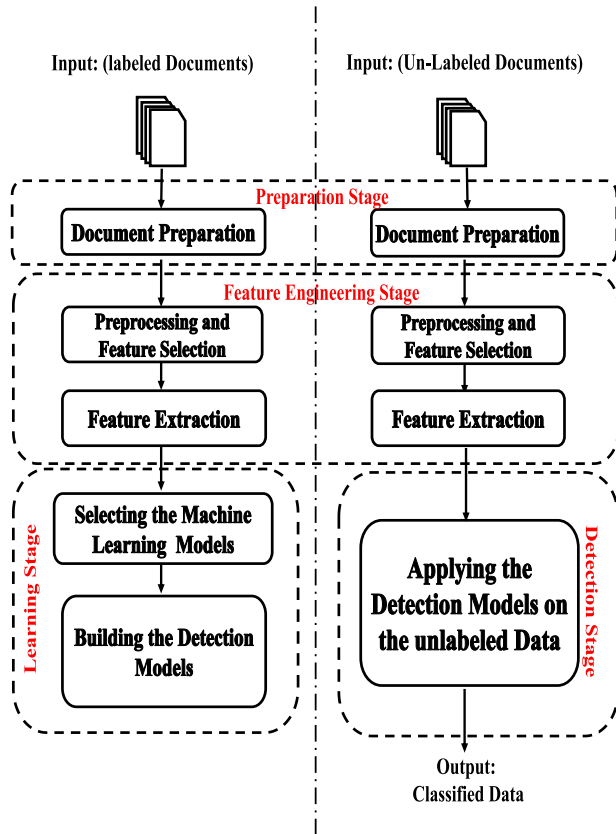 Input: (labeled Documents)
Input: (Un-Labeled Documents)
Preparation Stage
Document Preparation
Document Preparation
Feature Engineering Stage
Preprocessing and
Feature Selection
Preprocessing and
Feature Selection
Feature Extraction
Feature Extraction
Learning Stage
Selecting the Machine
Learning Models
Building the Detection
Models
Applying the
Detection Models on
the unlabeled Data
Detection Stage
Output:
Classified Data